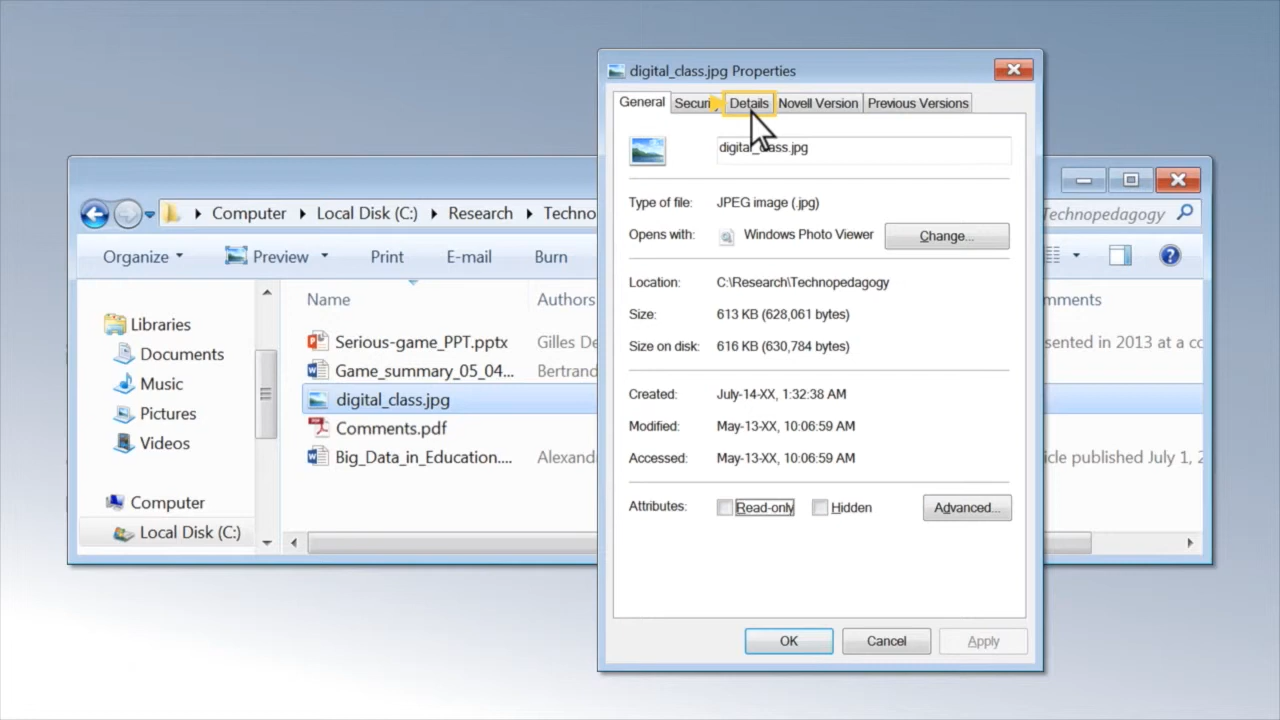 digital_class.jpg Properties
General Securi Details Novell Version Previous Versions
digital_class.jpg
Type of file: JPEG image (.jpg)
Opens with: Windows Photo Viewer Change...
Location: C:\Research\Technopedagogy
Size: 613 KB (628,061 bytes)
Size on disk: 616 KB (630,784 bytes)
Created: July-14-XX, 1:32:38 AM
Modified: May-13-XX, 10:06:59 AM
Accessed: May-13-XX, 10:06:59 AM
Attributes: Read-only Hidden Advanced...
OK Cancel Apply
Computer Local Disk (C:) Research Techno
Technopedagogy
Organize Preview Print E-mail Burn
Name Authors
mments
Libraries
Documents
Music
Pictures
Videos
Computer
Local Disk (C:)
Serious-game_PPT.pptx Gilles De
esented in 2013 at a co
Game_summary_05_04... Bertrand
digital_class.jpg
Comments.pdf
Big_Data_in_Education.... Alexand
icle published July 1, 2